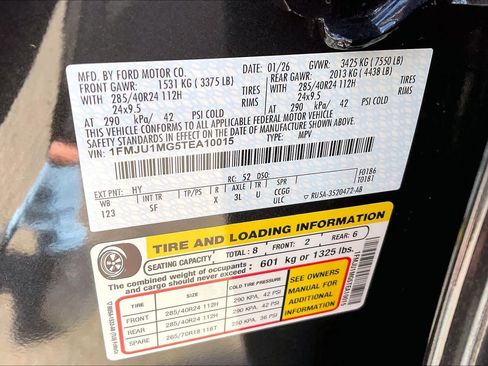 MFD. BY FORD MOTOR CO. 01/26 GVWR: 3425 KG ( 7550 LB)
FRONT GAWR: 1531 KG ( 3375 LB) REAR GAWR: 2013 KG ( 4438 LB)
WITH 285/40R24 112H TIRES WITH 285/40R24 112H TIRES
24x9.5 RIMS 24x9.5 RIMS
AT 290 kPa/ 42 PSI COLD AT 290 kPa/ 42 PSI COLD
THIS VEHICLE CONFORMS TO ALL APPLICABLE FEDERAL MOTOR VEHICLE
SAFETY STANDARDS IN EFFECT ON THE DATE OF MANUFACTURE SHOWN ABOVE.
VIN: 1FMJU1MG5TEA10015 TYPE: MPV
EXT PNT: HY RC: 52 DSO: F0186
T0181
WB INT TR TP/PS R AXLE TR SPR
123 SF X 3L U CCGG
ULC RU5A-3520472-AB
TIRE AND LOADING INFORMATION
SEATING CAPACITY TOTAL: 8 FRONT: 2 REAR: 6
The combined weight of occupants and cargo should never exceed: 601 kg or 1325 lbs.
TIRE SIZE COLD TIRE PRESSURE
FRONT 285/40R24 112H 290 KPA, 42 PSI
REAR 285/40R24 112H 290 KPA, 42 PSI
SPARE 265/70R18 116T 250 KPA, 36 PSI
SEE OWNERS
MANUAL FOR
ADDITIONAL
INFORMATION